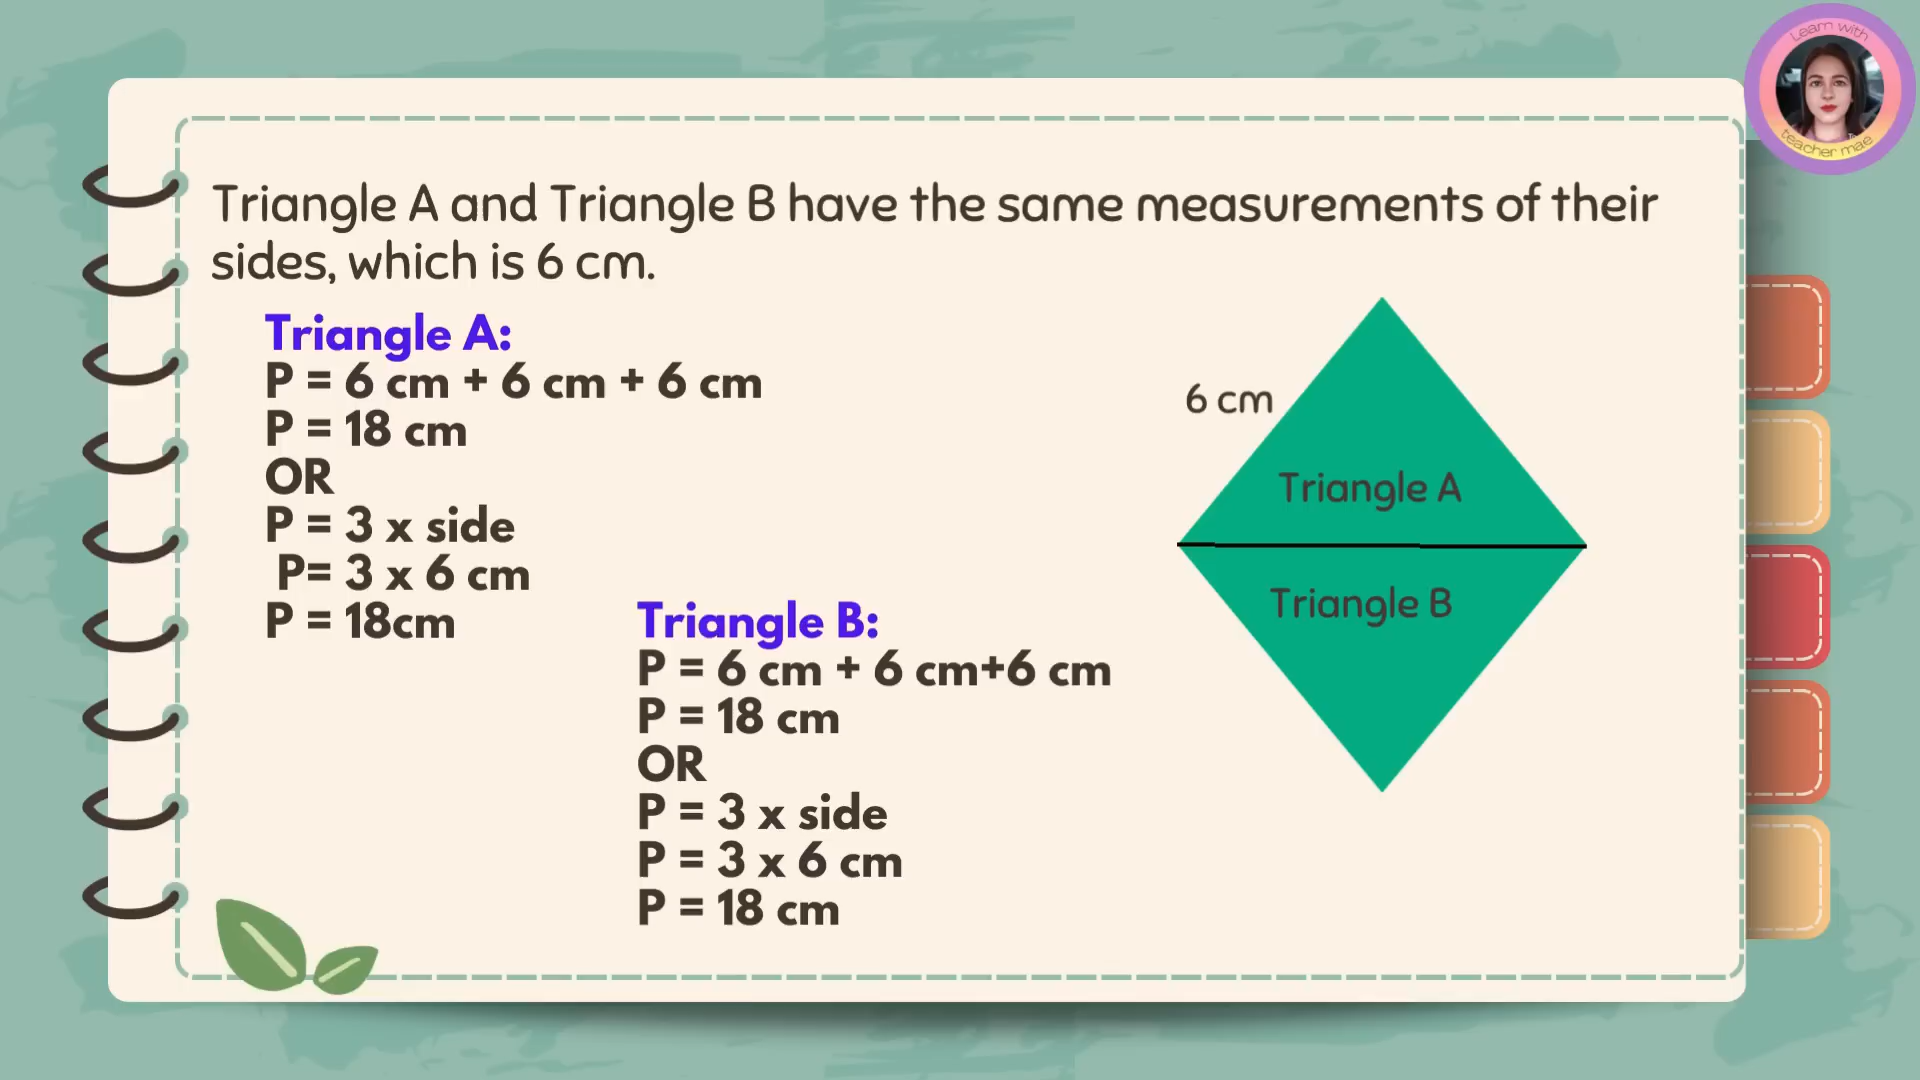 Learn with
teacher mae
Triangle A and Triangle B have the same measurements of their
sides, which is 6 cm.
Triangle A:
P = 6 cm + 6 cm + 6 cm
P = 18 cm
OR
P = 3 x side
P= 3 x 6 cm
P = 18cm
Triangle B:
P = 6 cm + 6 cm+6 cm
P = 18 cm
OR
P = 3 x side
P = 3 x 6 cm
P = 18 cm
6 cm
Triangle A
Triangle B